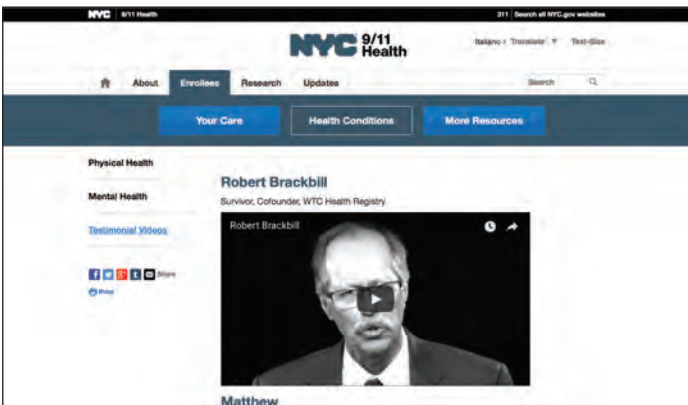 NYC 9/11 Health
311 Search all NYC.gov websites
NYC 9/11 Health
Italiano Translate ▼ Text-Size
About Enrollees Research Updates Search
Your Care Health Conditions More Resources
Physical Health
Mental Health
Testimonial Videos
Share
Print
Robert Brackbill
Survivor, Cofounder, WTC Health Registry
Robert Brackbill
Matthew